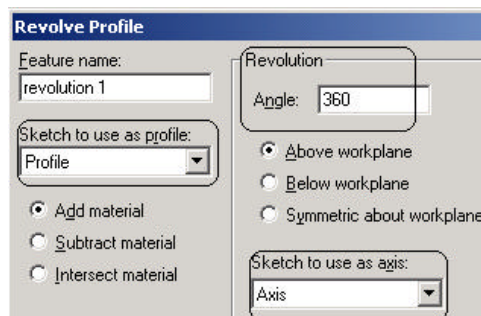 Revolve Profile
Feature name:
revolution 1
Sketch to use as profile:
Profile
Add material
Subtract material
Intersect material
Revolution
Angle: 360
Above workplane
Below workplane
Symmetric about workplane
Sketch to use as axis:
Axis